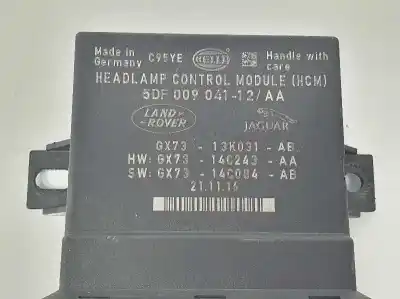 Made in Germany C95YE HELLA Handle with care
HEADLAMP CONTROL MODULE (HCM)
5DF 009 041-12/AA
LAND-ROVER JAGUAR
GX73 - 13K031 - AB
HW: GX73 - 14C243 - AA
SW: GX73 - 14C084 - AB
21.11.16